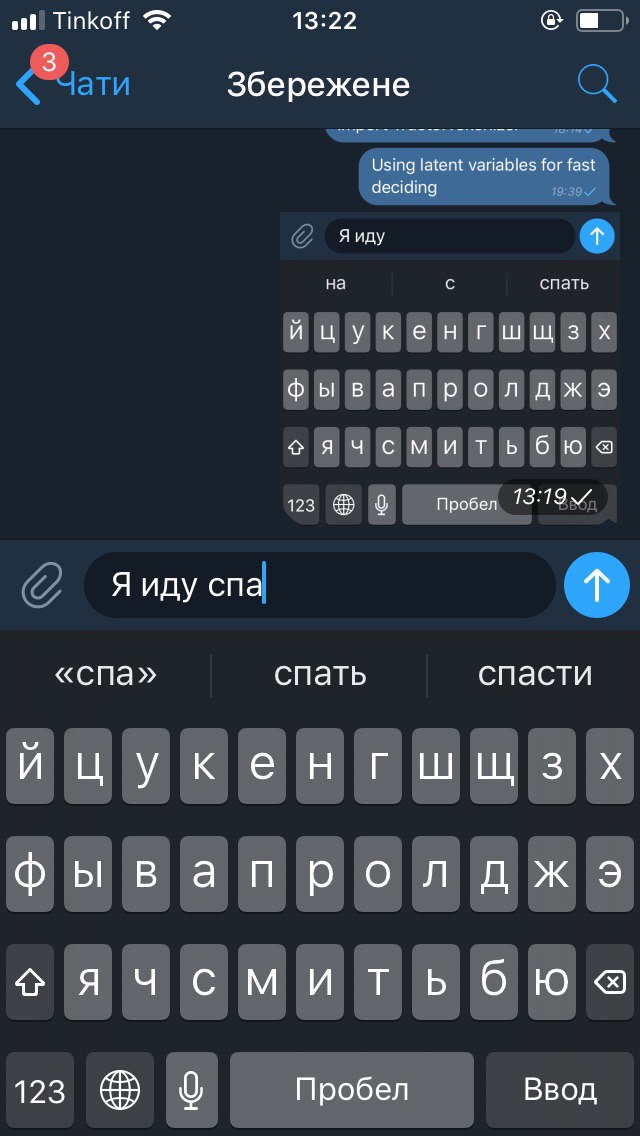 Tinkoff 13:22
3
Чати Збережене
Using latent variables for fast
deciding
19:39
Я иду
на с спать
й ц у к е н г ш щ з х
ф ы в а п р о л д ж э
я ч с м и т ь б ю
123 Пробел Ввод
13:19
Я иду спа
«спа» спать спасти
й ц у к е н г ш щ з х
ф ы в а п р о л д ж э
я ч с м и т ь б ю
123 Пробел Ввод